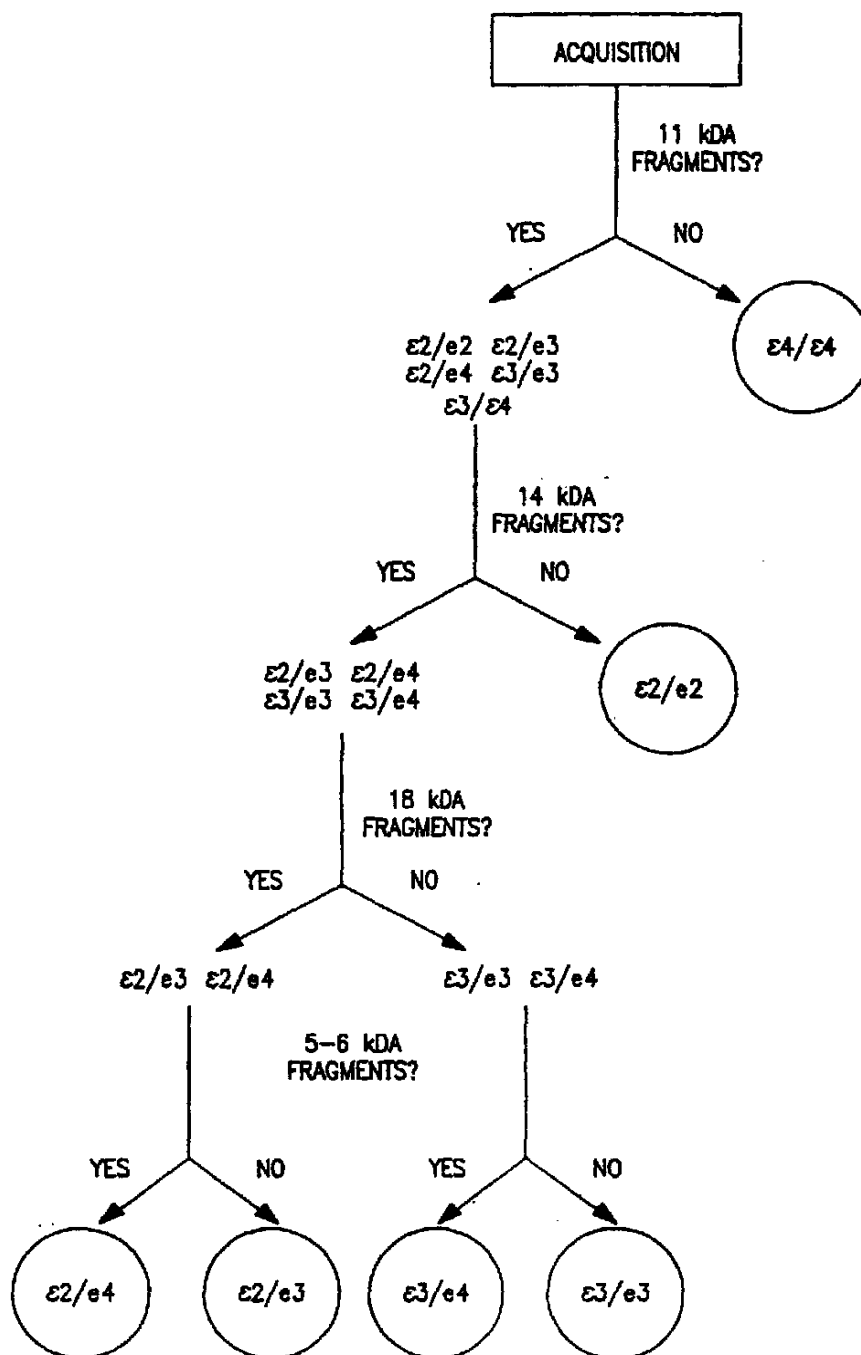 ACQUISITION
11 kDA
FRAGMENTS?
YES NO
ε4/ε4
ε2/e2 ε2/e3
ε2/e4 ε3/e3
ε3/ε4
14 kDA
FRAGMENTS?
YES NO
ε2/e3 ε2/e4
ε3/e3 ε3/e4
ε2/e2
18 kDA
FRAGMENTS?
YES NO
ε2/e3 ε2/e4
ε3/e3 ε3/e4
5-6 kDA
FRAGMENTS?
YES NO
YES NO
ε2/e4
ε2/e3
ε3/e4
ε3/e3